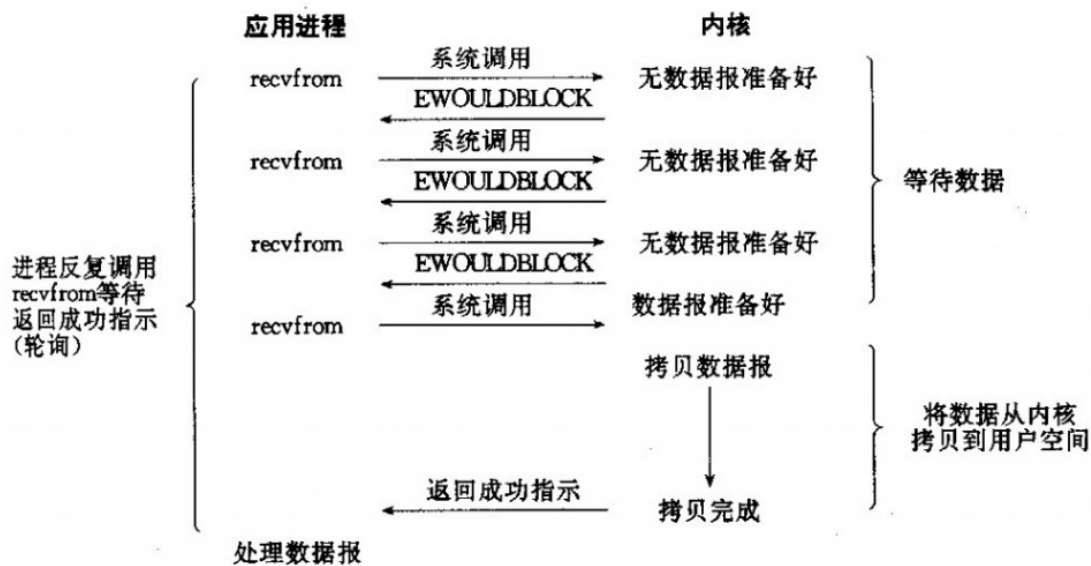 应用进程
内核
recvfrom
系统调用
无数据报准备好
EWOULDBLOCK
recvfrom
系统调用
无数据报准备好
EWOULDBLOCK
等待数据
recvfrom
系统调用
无数据报准备好
EWOULDBLOCK
进程反复调用
recvfrom等待
返回成功指示
(轮询)
recvfrom
系统调用
数据报准备好
拷贝数据报
将数据从内核
拷贝到用户空间
返回成功指示
拷贝完成
处理数据报